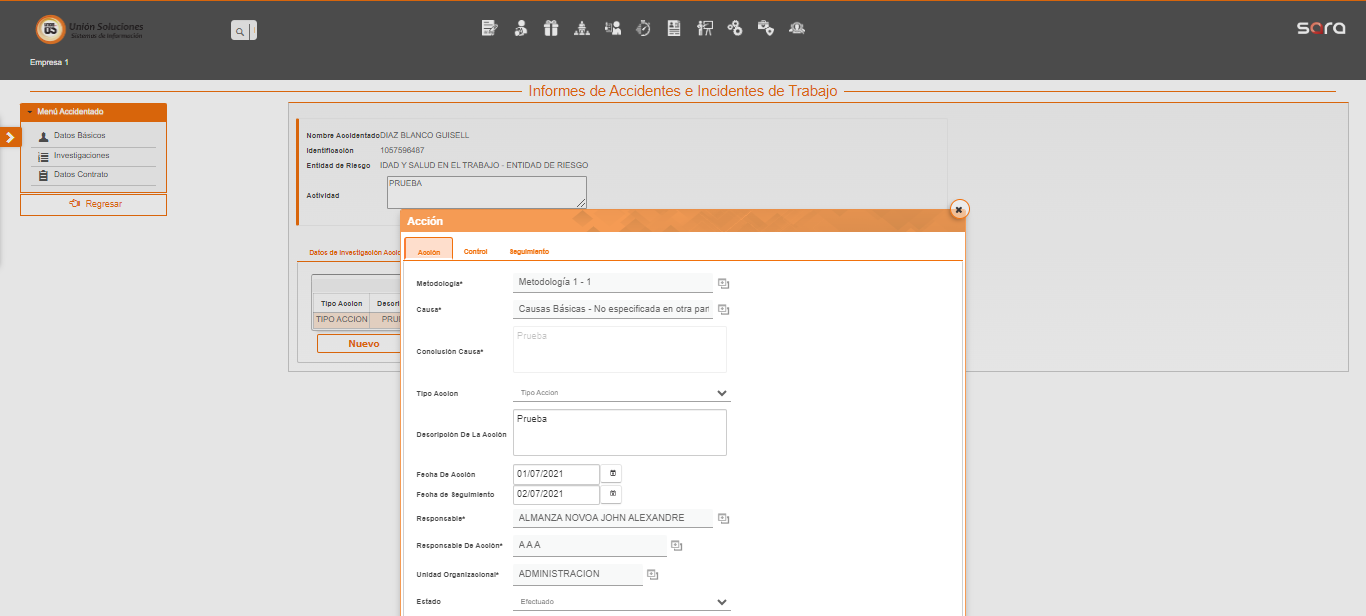 Unión Soluciones
Sistemas de Información
sora
Empresa 1
Informes de Accidentes e Incidentes de Trabajo
Menú Accidentado
Datos Básicos
Investigaciones
Datos Contrato
Regresar
Nombre Accidentado DIAZ BLANCO GUISELL
Identificación 1057596487
Entidad de Riesgo IDAD Y SALUD EN EL TRABAJO - ENTIDAD DE RIESGO
Actividad PRUEBA
Datos de Investigación Acci
Tipo Accion Descri
TIPO ACCION PRU
Nuevo
Acción
Acción Control Seguimiento
Metodología* Metodología 1 - 1
Causa* Causas Básicas - No especificada en otra par
Conclusión Causa* Prueba
Tipo Accion Tipo Accion
Descripción De La Acción Prueba
Fecha De Acción 01/07/2021
Fecha de Seguimiento 02/07/2021
Responsable* ALMANZA NOVOA JOHN ALEXANDRE
Responsable De Acción* A A A
Unidad Organizacional* ADMINISTRACION
Estado Efectuado